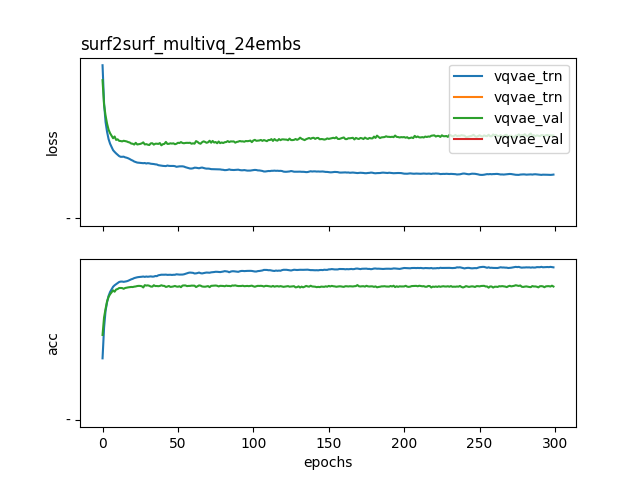 surf2surf_multivq_24embs
vqvae_trn
vqvae_trn
vqvae_val
vqvae_val
loss
-
acc
-
0 50 100 150 200 250 300
epochs